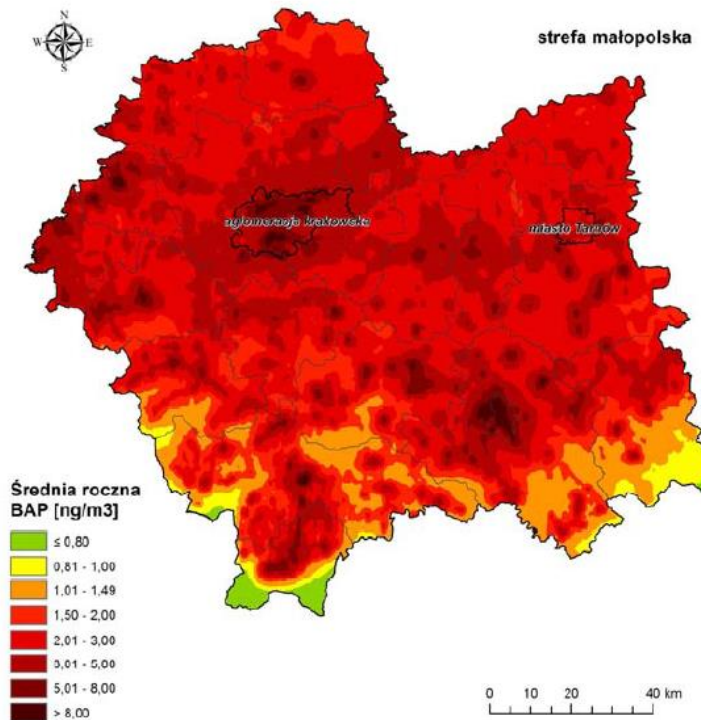 N
W E
S
strefa małopolska
aglomeracja krakowska
miasto Tarnów
Średnia roczna
BAP [ng/m3]
≤ 0,80
0,81 - 1,00
1,01 - 1,49
1,50 - 2,00
2,01 - 3,00
3,01 - 5,00
5,01 - 8,00
> 8,00
0 10 20 40 km